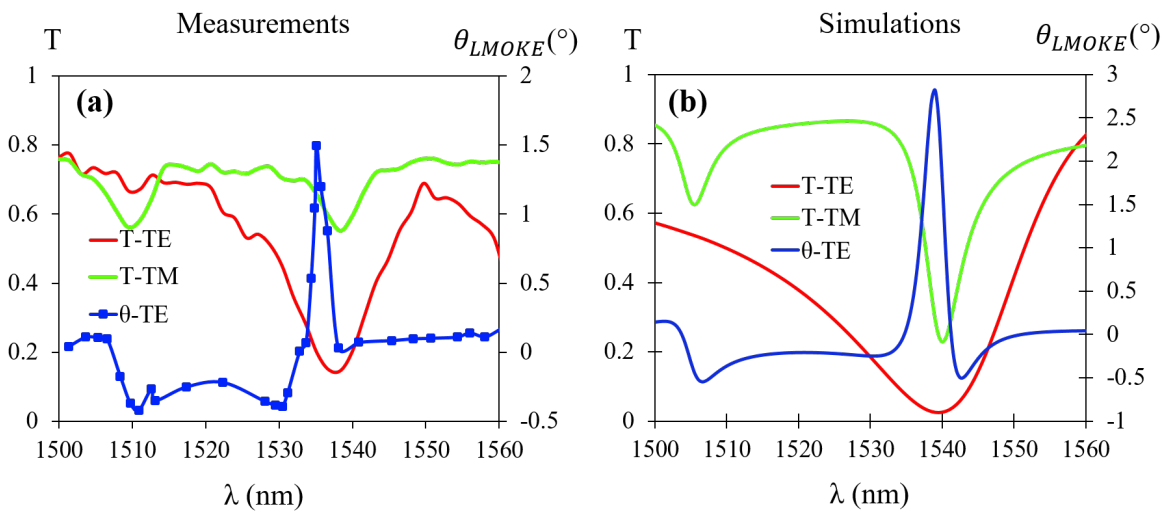 Measurements
T
θ_LMOKE(°)
(a)
1
0.8
0.6
0.4
0.2
0
2
1.5
1
0.5
0
-0.5
T-TE
T-TM
θ-TE
1500 1510 1520 1530 1540 1550 1560
λ (nm)
Simulations
T
θ_LMOKE(°)
(b)
1
0.8
0.6
0.4
0.2
0
3
2.5
2
1.5
1
0.5
0
-0.5
-1
T-TE
T-TM
θ-TE
1500 1510 1520 1530 1540 1550 1560
λ (nm)